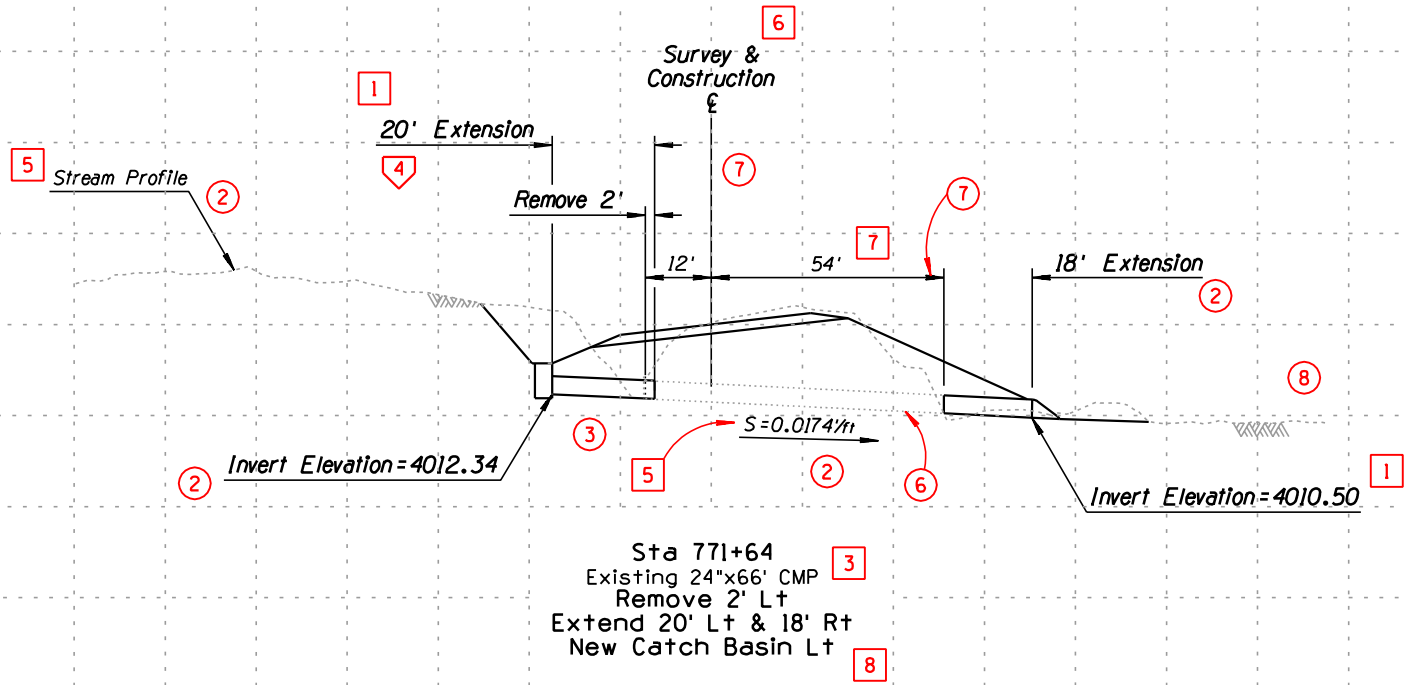 6
Survey &
Construction
℄
1
20' Extension
4
5
Stream Profile
2
7
Remove 2'
7
7
12'
54'
18' Extension
2
8
3
S=0.0174'/ft
5
2
6
2
Invert Elevation=4012.34
1
Invert Elevation=4010.50
Sta 771+64
3
Existing 24"x66' CMP
Remove 2' Lt
Extend 20' Lt & 18' Rt
New Catch Basin Lt
8